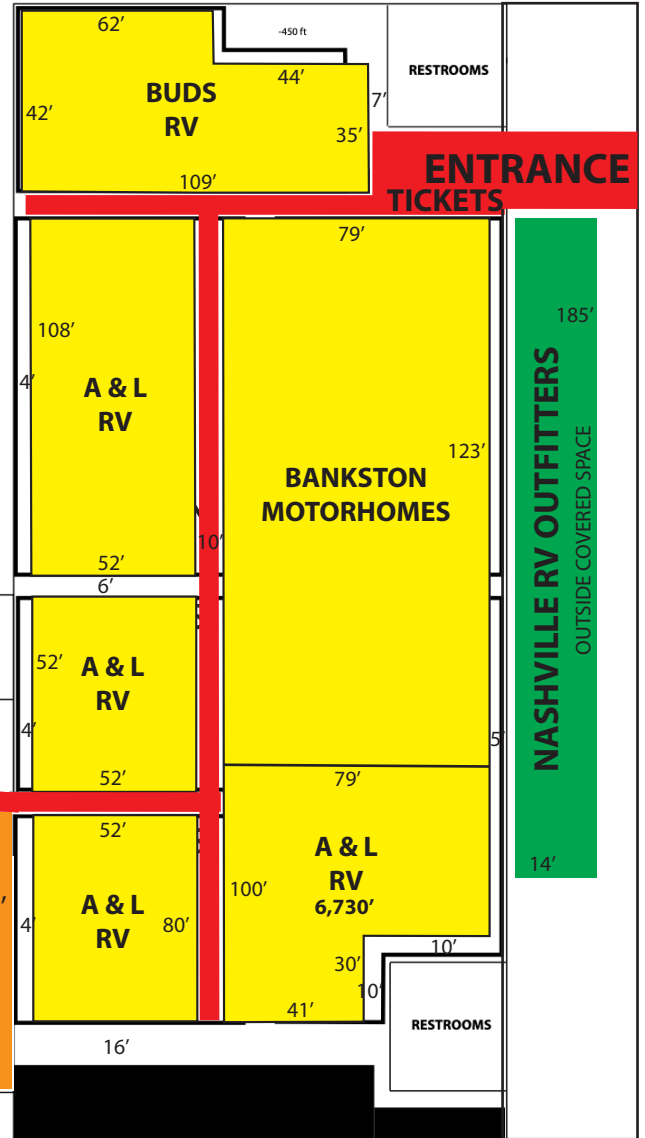 62’
-450 ft
RESTROOMS
44’
7’
BUDS
RV
42’
35’
109’
ENTRANCE
TICKETS
79’
185’
108’
4’
A & L
RV
123’
BANKSTON
MOTORHOMES
NASHVILLE RV OUTFITTERS
OUTSIDE COVERED SPACE
10’
52’
6’
52’
A & L
RV
4’
5’
52’
79’
52’
A & L
RV
6,730’
14’
100’
A & L
RV
4’
80’
10’
30’
10’
41’
RESTROOMS
16’